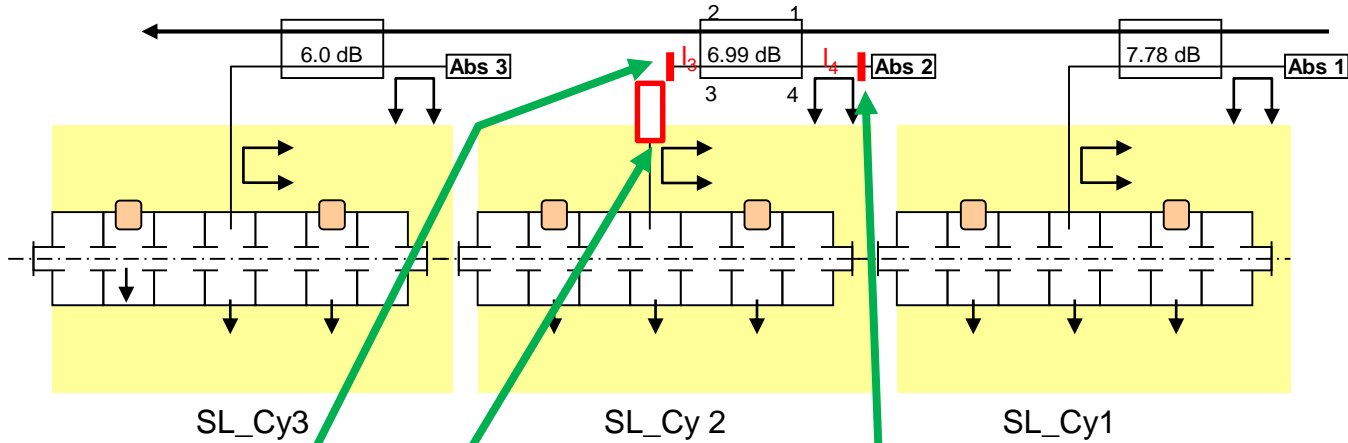 2 1
6.0 dB 6.99 dB 7.78 dB
I3 I4
Abs 3 Abs 2 Abs 1
3 4
SL_Cy3 SL_Cy 2 SL_Cy1